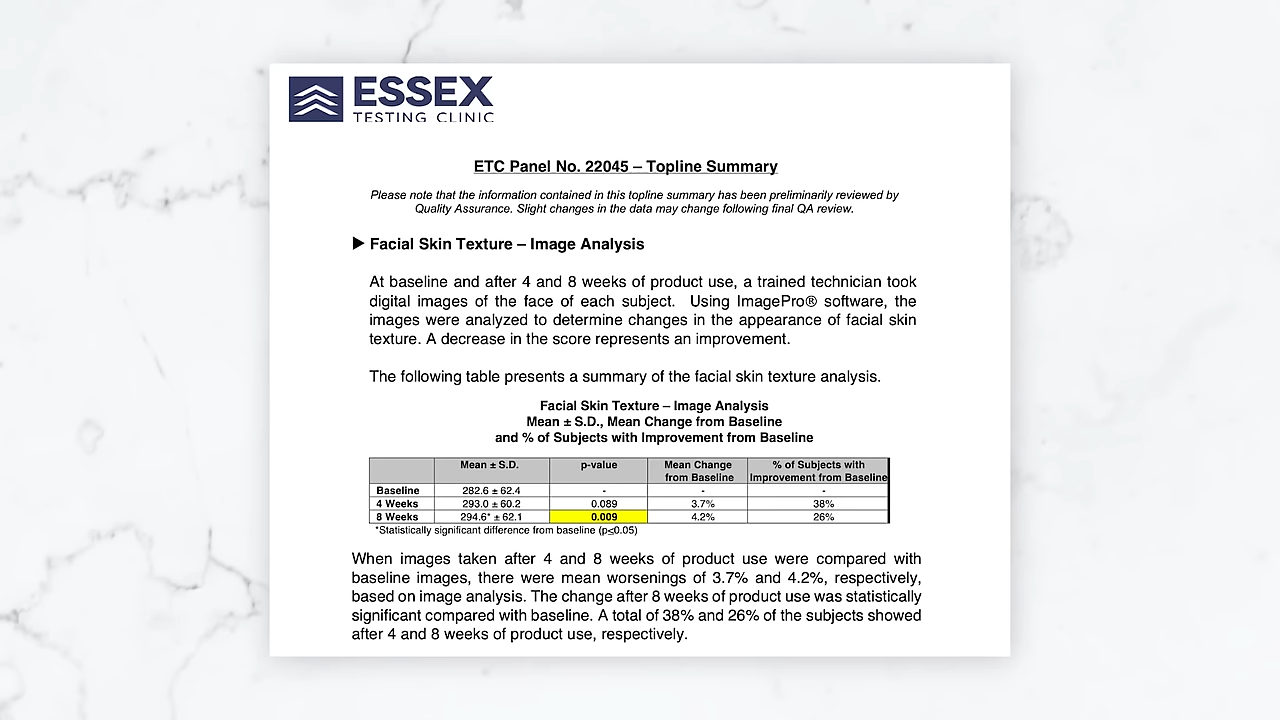 ESSEX
TESTING CLINIC
ETC Panel No. 22045 – Topline Summary
Please note that the information contained in this topline summary has been preliminarily reviewed by
Quality Assurance. Slight changes in the data may change following final QA review.
▶ Facial Skin Texture – Image Analysis
At baseline and after 4 and 8 weeks of product use, a trained technician took
digital images of the face of each subject. Using ImagePro® software, the
images were analyzed to determine changes in the appearance of facial skin
texture. A decrease in the score represents an improvement.
The following table presents a summary of the facial skin texture analysis.
Facial Skin Texture – Image Analysis
Mean ± S.D., Mean Change from Baseline
and % of Subjects with Improvement from Baseline
Mean ± S.D. p-value Mean Change % of Subjects with
from Baseline Improvement from Baseline
Baseline 282.6 ± 62.4 - - -
4 Weeks 293.0 ± 60.2 0.089 3.7% 38%
8 Weeks 294.6* ± 62.1 0.009 4.2% 26%
*Statistically significant difference from baseline (p≤0.05)
When images taken after 4 and 8 weeks of product use were compared with
baseline images, there were mean worsenings of 3.7% and 4.2%, respectively,
based on image analysis. The change after 8 weeks of product use was statistically
significant compared with baseline. A total of 38% and 26% of the subjects showed
after 4 and 8 weeks of product use, respectively.